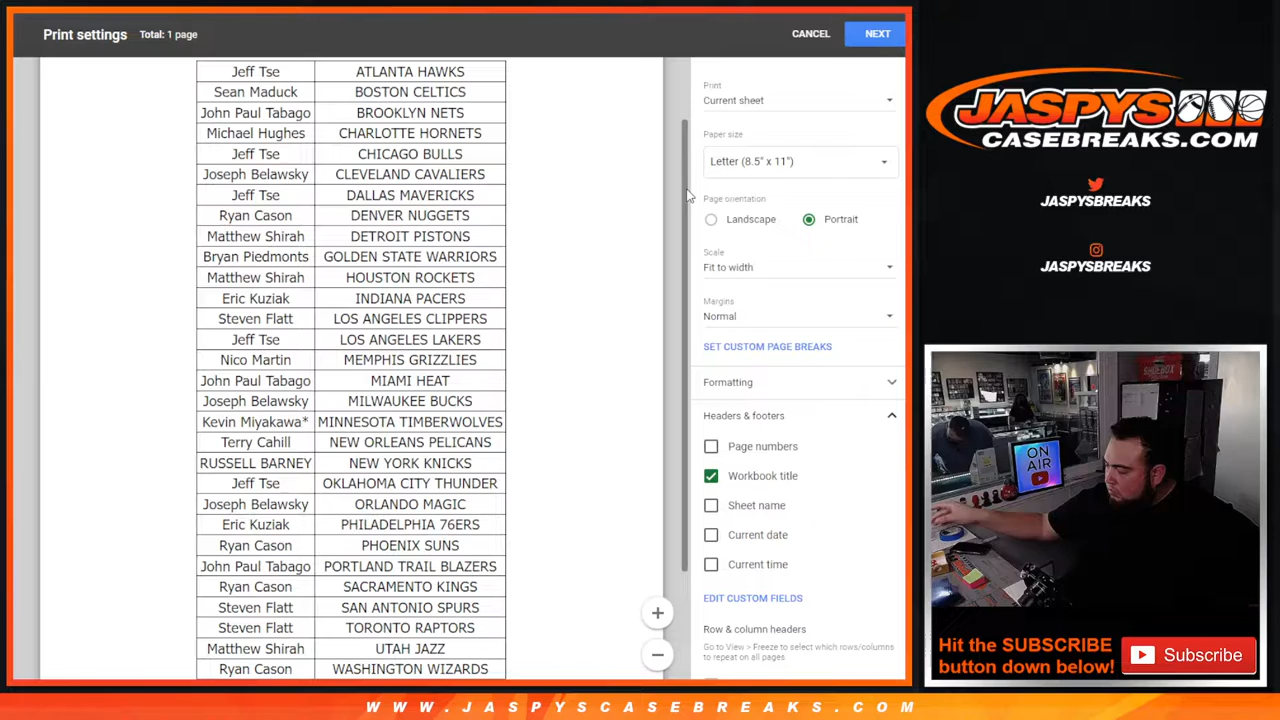 Print settings Total: 1 page CANCEL NEXT
Jeff Tse ATLANTA HAWKS
Sean Maduck BOSTON CELTICS
John Paul Tabago BROOKLYN NETS
Michael Hughes CHARLOTTE HORNETS
Jeff Tse CHICAGO BULLS
Joseph Belawsky CLEVELAND CAVALIERS
Jeff Tse DALLAS MAVERICKS
Ryan Cason DENVER NUGGETS
Matthew Shirah DETROIT PISTONS
Bryan Piedmonts GOLDEN STATE WARRIORS
Matthew Shirah HOUSTON ROCKETS
Eric Kuziak INDIANA PACERS
Steven Flatt LOS ANGELES CLIPPERS
Jeff Tse LOS ANGELES LAKERS
Nico Martin MEMPHIS GRIZZLIES
John Paul Tabago MIAMI HEAT
Joseph Belawsky MILWAUKEE BUCKS
Kevin Miyakawa* MINNESOTA TIMBERWOLVES
Terry Cahill NEW ORLEANS PELICANS
RUSSELL BARNEY NEW YORK KNICKS
Jeff Tse OKLAHOMA CITY THUNDER
Joseph Belawsky ORLANDO MAGIC
Eric Kuziak PHILADELPHIA 76ERS
Ryan Cason PHOENIX SUNS
John Paul Tabago PORTLAND TRAIL BLAZERS
Ryan Cason SACRAMENTO KINGS
Steven Flatt SAN ANTONIO SPURS
Steven Flatt TORONTO RAPTORS
Matthew Shirah UTAH JAZZ
Ryan Cason WASHINGTON WIZARDS
Print
Current sheet
Paper size
Letter (8.5" x 11")
Page orientation
Landscape Portrait
Scale
Fit to width
Margins
Normal
SET CUSTOM PAGE BREAKS
Formatting
Headers & footers
Page numbers
Workbook title
Sheet name
Current date
Current time
EDIT CUSTOM FIELDS
Row & column headers
Go to View > Freeze to select which rows/columns
to repeat on all pages
JASPYS
CASEBREAKS.COM
JASPYSBREAKS
JASPYSBREAKS
SHOEBOX
ON
AIR
Hit the SUBSCRIBE
button down below!
Subscribe
WWW.JASPYSCASEBREAKS.COM